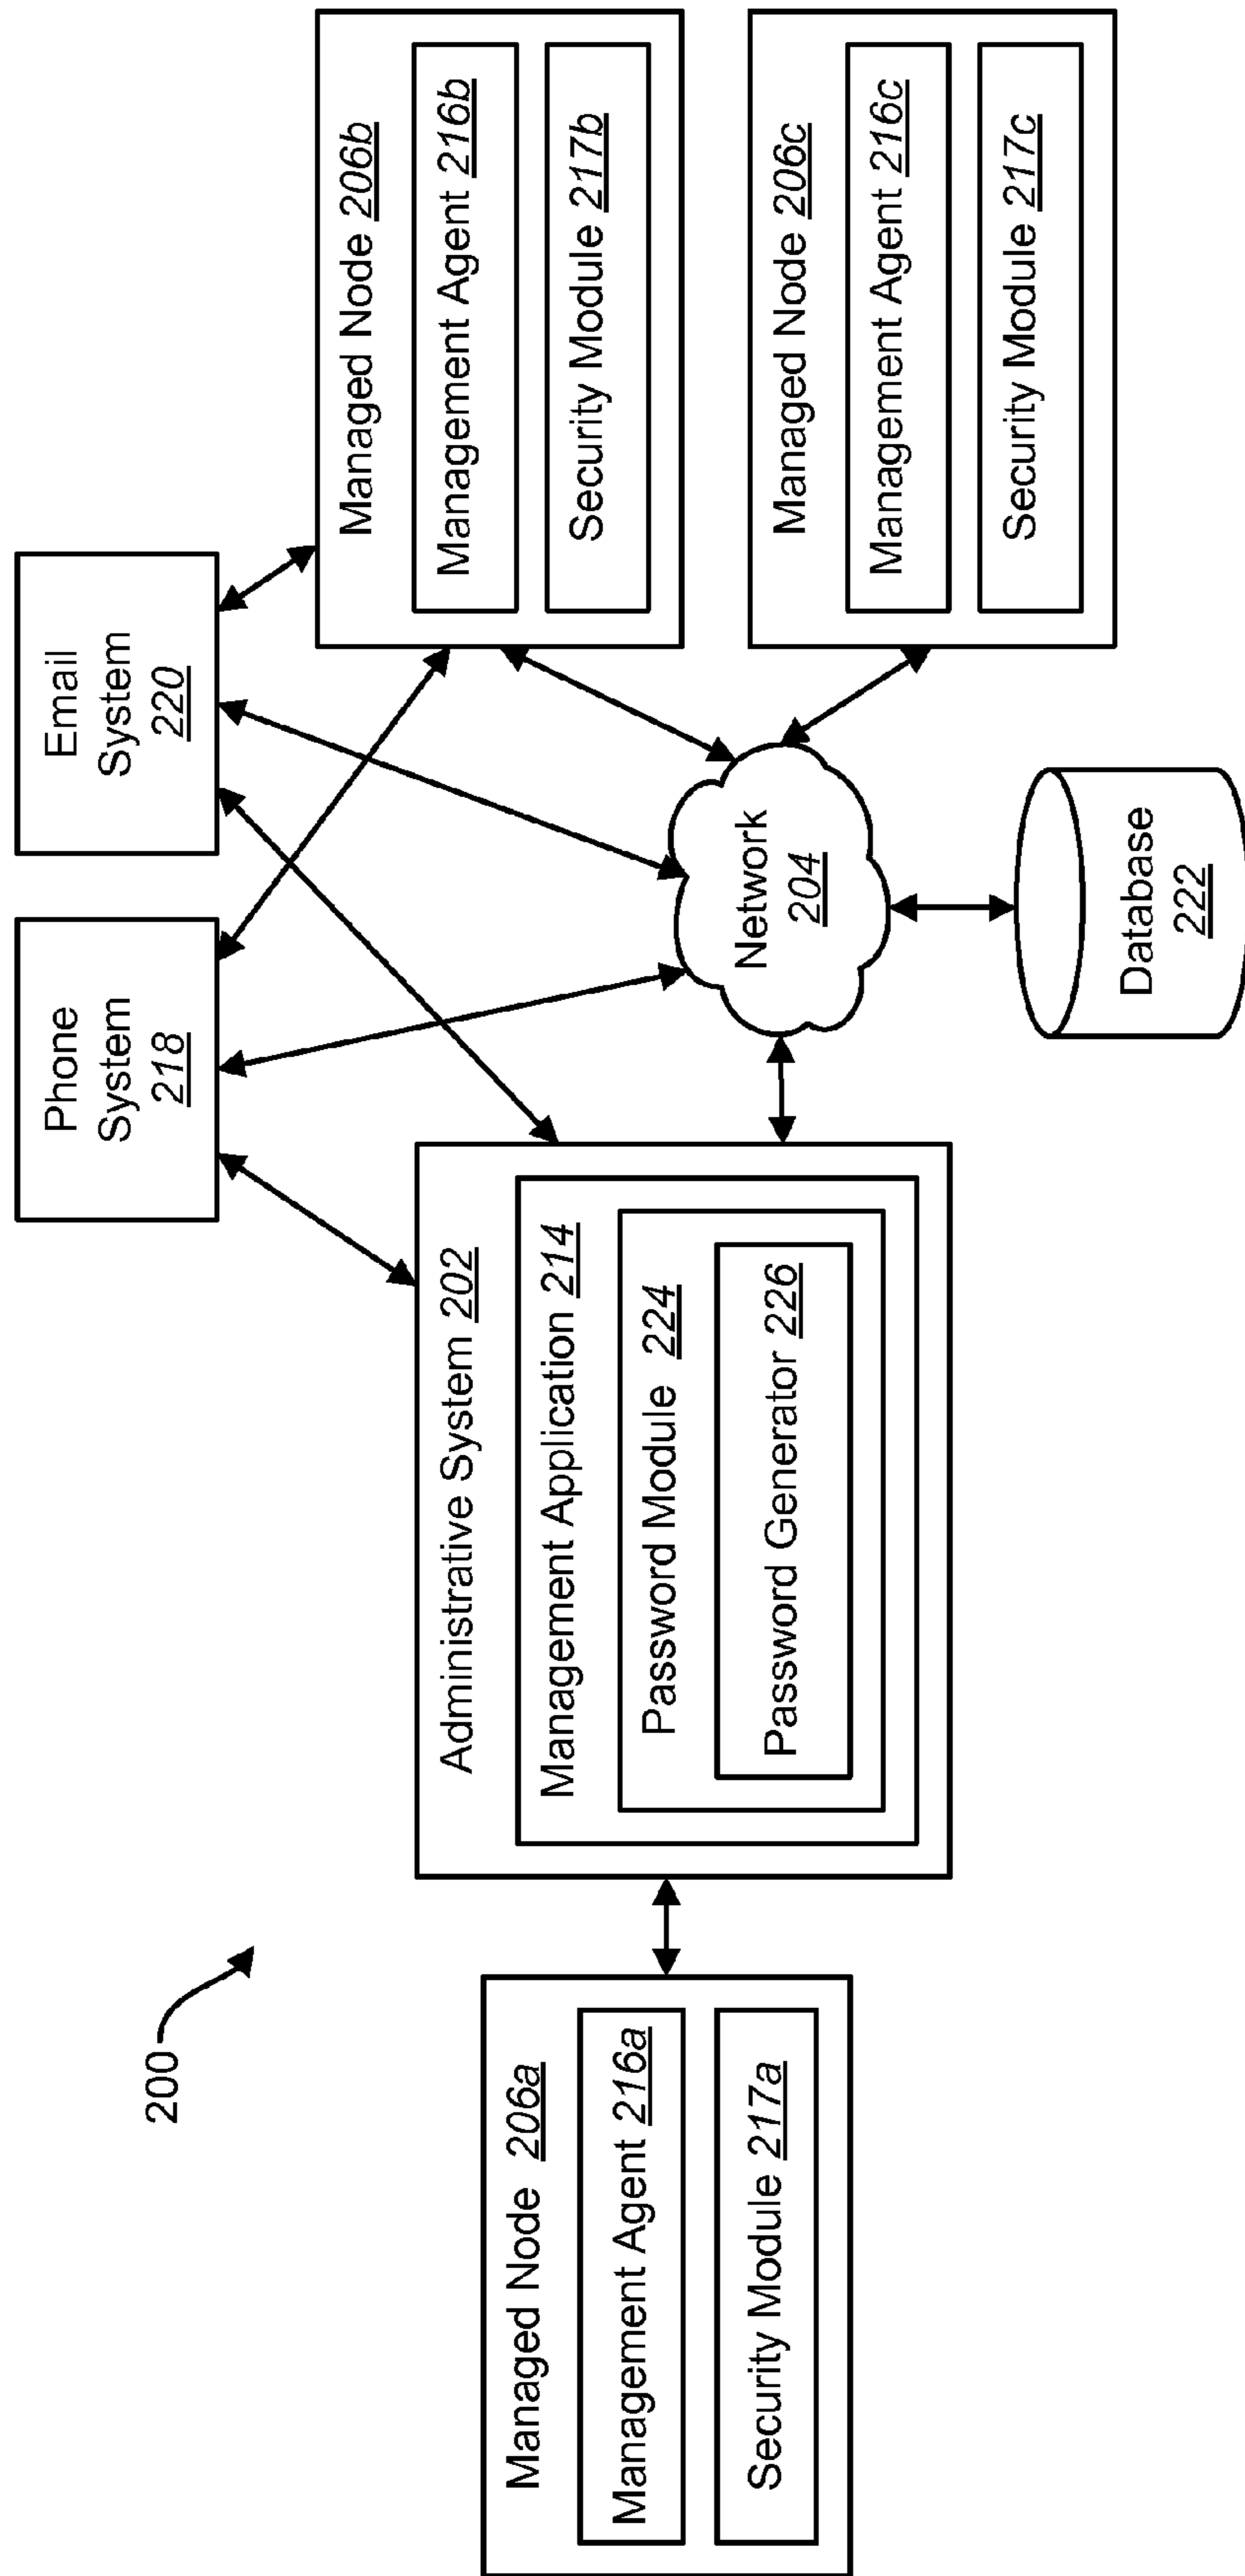 200
Phone
System
218
Email
System
220
Managed Node 206a
Management Agent 216a
Security Module 217a
Administrative System 202
Management Application 214
Password Module 224
Password Generator 226
Network
204
Managed Node 206b
Management Agent 216b
Security Module 217b
Managed Node 206c
Management Agent 216c
Security Module 217c
Database
222